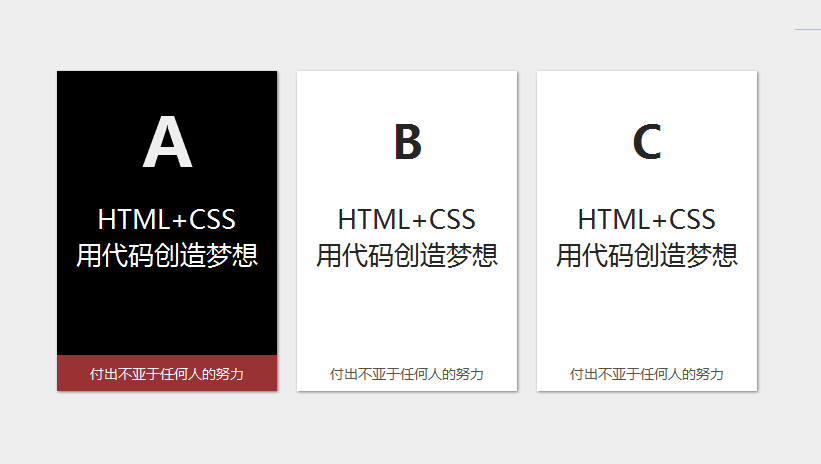 A
HTML+CSS
用代码创造梦想
付出不亚于任何人的努力
B
HTML+CSS
用代码创造梦想
付出不亚于任何人的努力
C
HTML+CSS
用代码创造梦想
付出不亚于任何人的努力